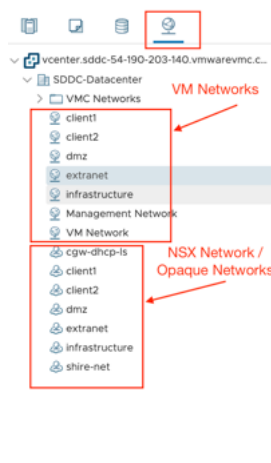 vcenter.sddc-54-190-203-140.vmwarevmc.c...
SDDC-Datacenter
VM Networks
VMC Networks
client1
client2
dmz
extranet
infrastructure
Management Network
VM Network
NSX Network /
Opaque Networks
cgw-dhcp-ls
client1
client2
dmz
extranet
infrastructure
shire-net